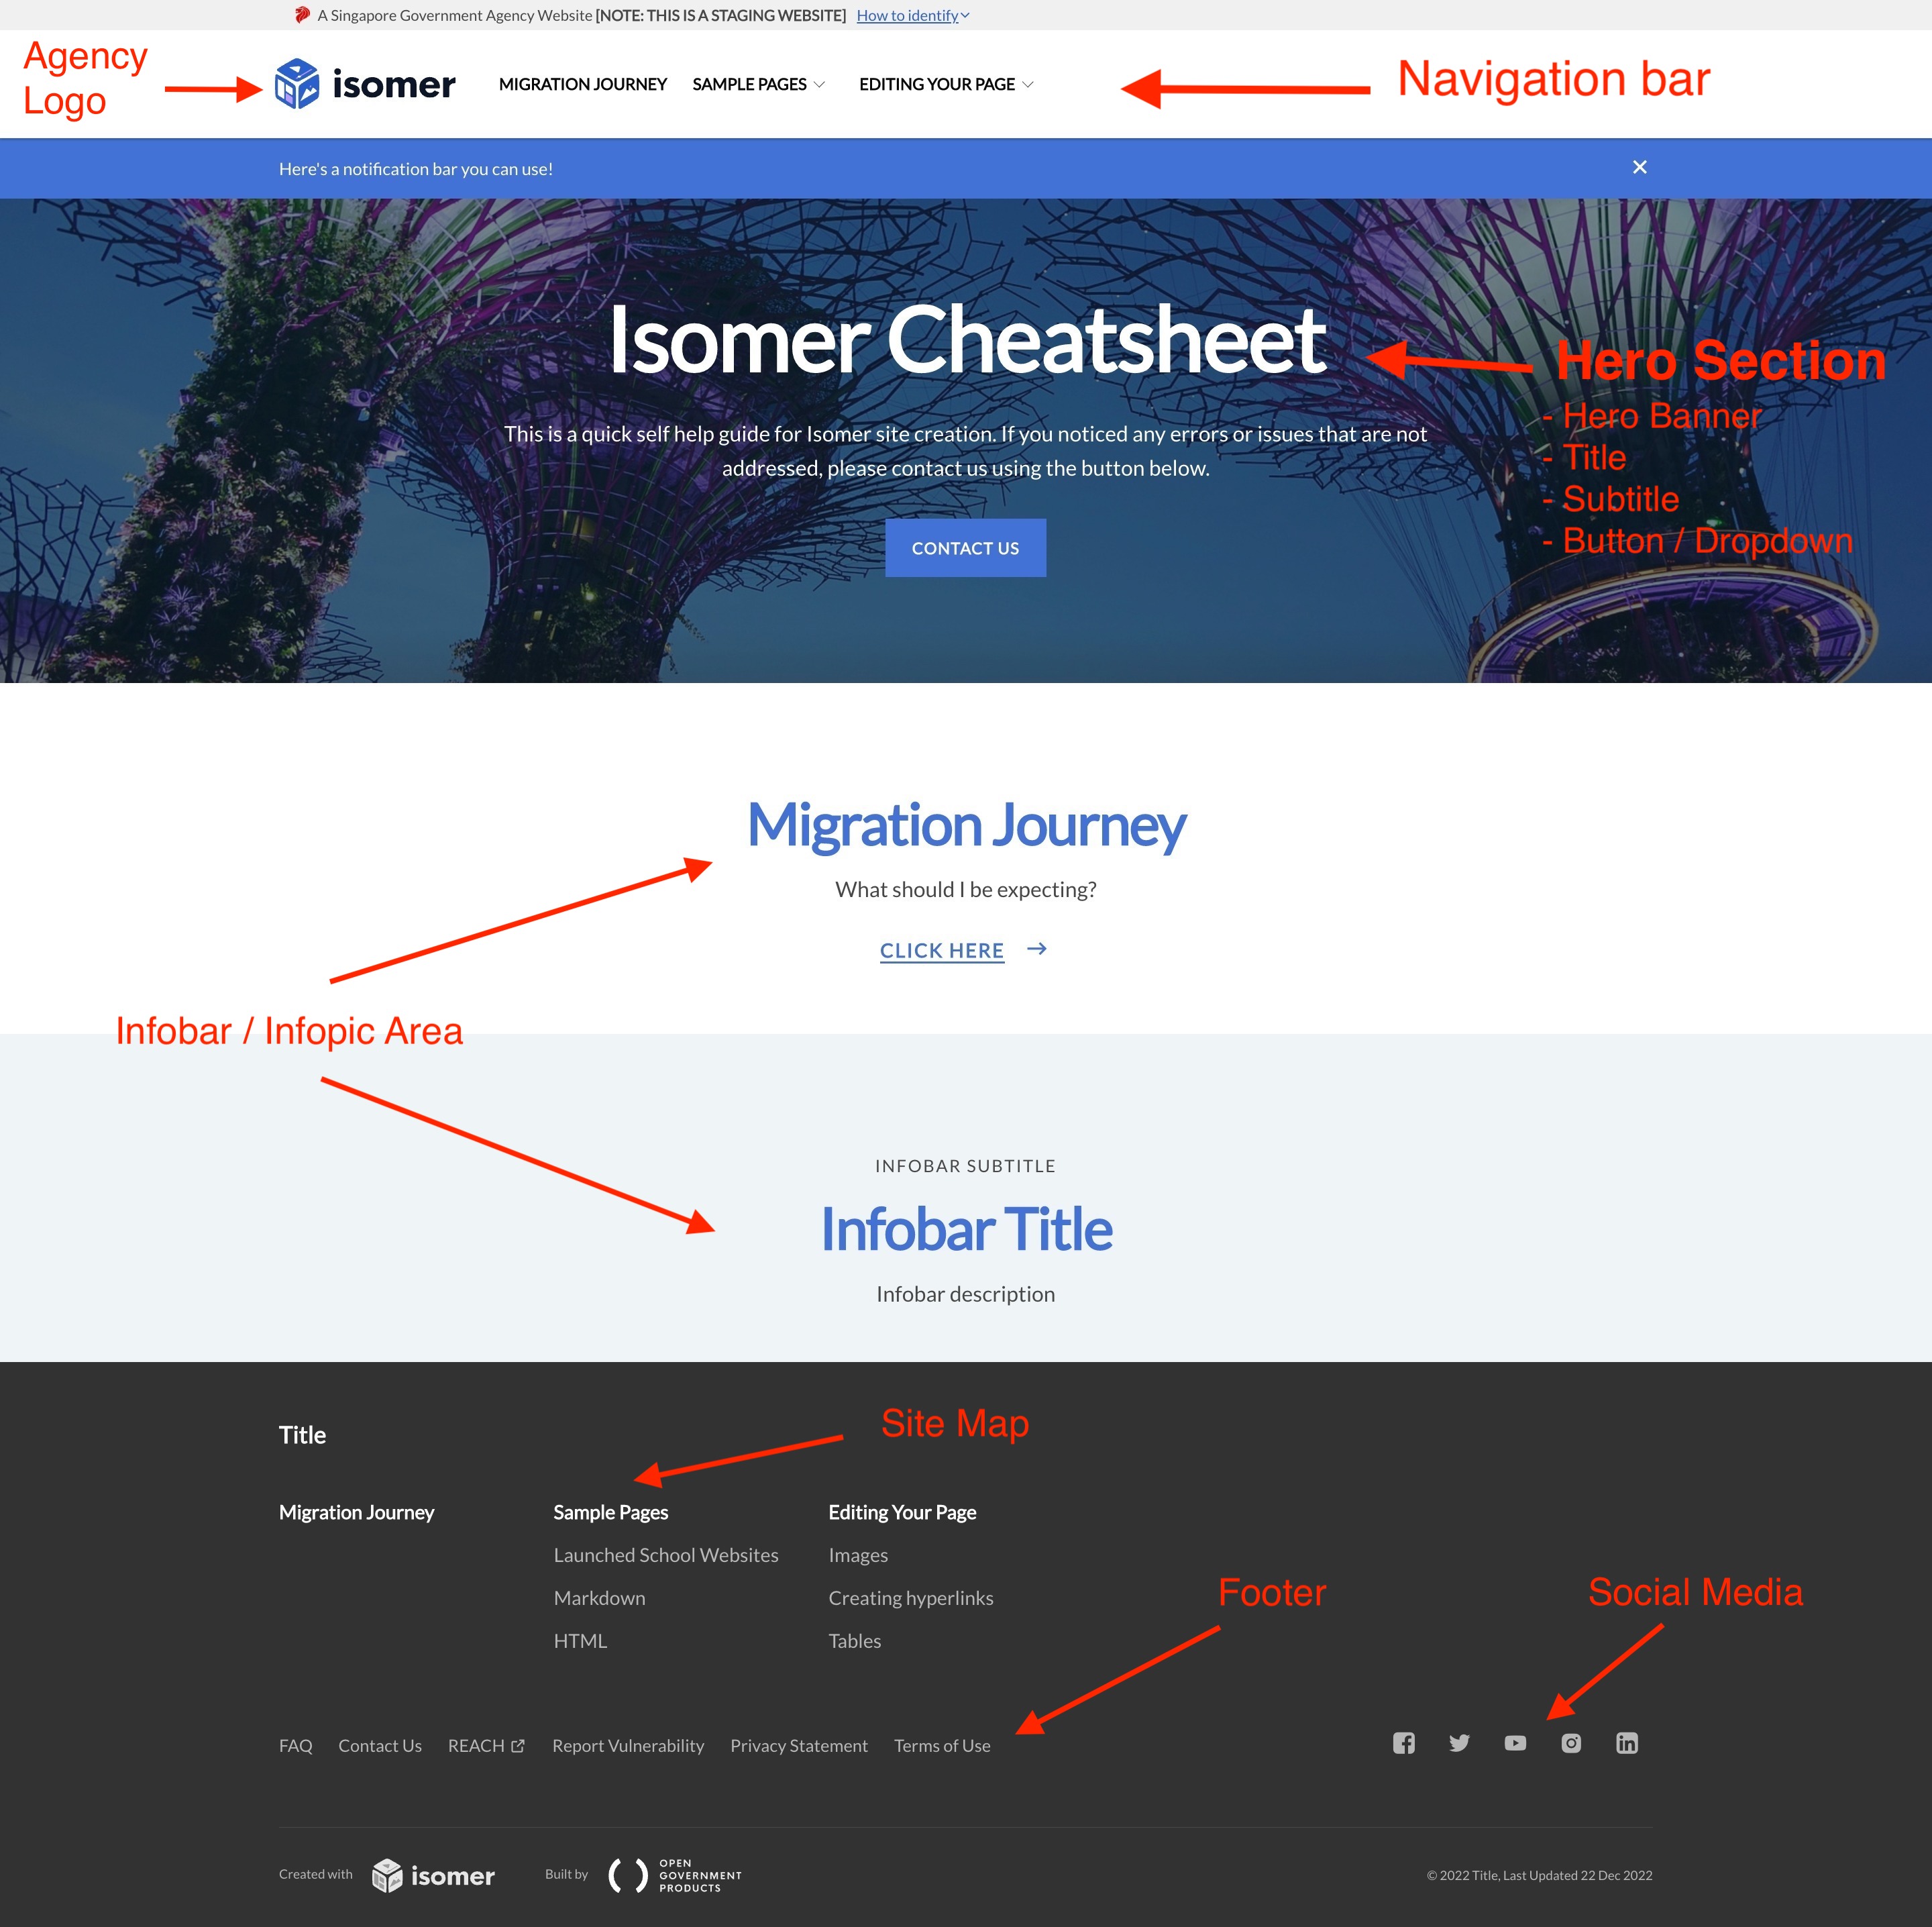 A Singapore Government Agency Website [NOTE: THIS IS A STAGING WEBSITE] How to identify
Agency
Logo
isomer MIGRATION JOURNEY SAMPLE PAGES EDITING YOUR PAGE
Navigation bar
Here's a notification bar you can use!
Isomer Cheatsheet
This is a quick self help guide for Isomer site creation. If you noticed any errors or issues that are not
addressed, please contact us using the button below.
CONTACT US
Hero Section
- Hero Banner
- Title
- Subtitle
- Button / Dropdown
Migration Journey
What should I be expecting?
CLICK HERE →
Infobar / Infopic Area
INFOBAR SUBTITLE
Infobar Title
Infobar description
Title
Site Map
Migration Journey
Sample Pages
Launched School Websites
Markdown
HTML
Editing Your Page
Images
Creating hyperlinks
Tables
Footer
Social Media
FAQ Contact Us REACH Report Vulnerability Privacy Statement Terms of Use
Created with isomer
Built by
OPEN
GOVERNMENT
PRODUCTS
© 2022 Title, Last Updated 22 Dec 2022